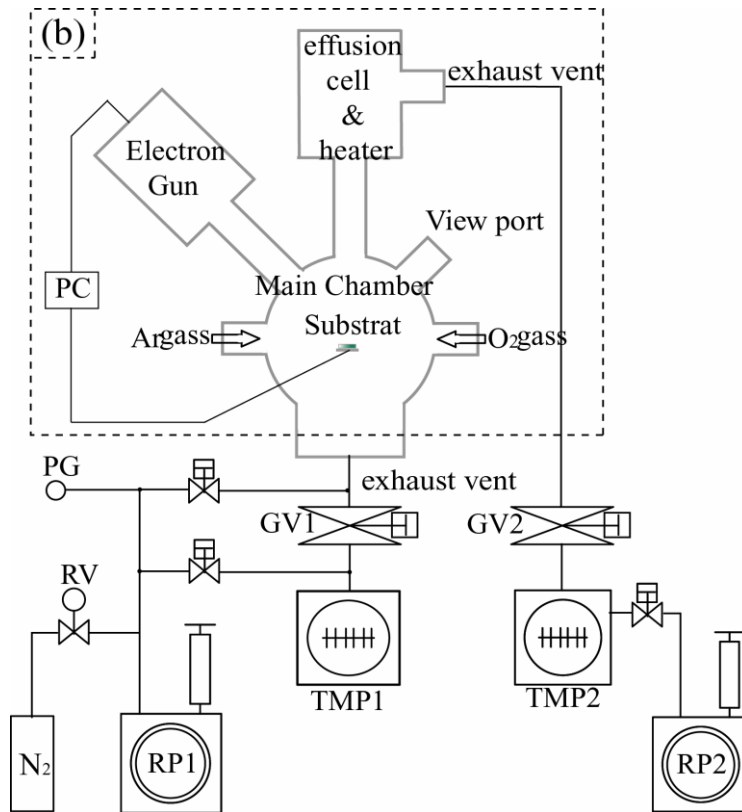 (b)
effusion
cell
&
heater
exhaust vent
Electron
Gun
View port
PC
Main Chamber
Substrat
Argass
O₂gass
PG
exhaust vent
GV1
GV2
RV
TMP1
TMP2
N₂
RP1
RP2